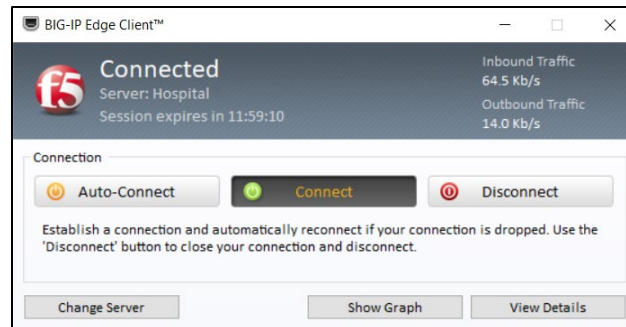 BIG-IP Edge Client™
f5
Connected
Server: Hospital
Session expires in 11:59:10
Inbound Traffic
64.5 Kb/s
Outbound Traffic
14.0 Kb/s
Connection
Auto-Connect
Connect
Disconnect
Establish a connection and automatically reconnect if your connection is dropped. Use the
'Disconnect' button to close your connection and disconnect.
Change Server
Show Graph
View Details